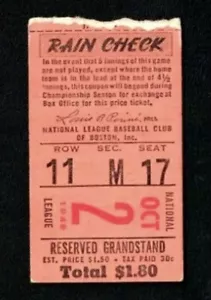 RAIN CHECK
In the event that 5 innings of this game
are not played, except where the home
team is in the lead at the end of 4½
innings, this coupon will be good during
Championship Season for exchange at
Box Office for this price ticket.
Louis R. Perini, PRES.
NATIONAL LEAGUE BASEBALL CLUB
OF BOSTON, Inc.
ROW SEC. SEAT
11 M 17
LEAGUE
2
OCT
RESERVED GRANDSTAND
EST. PRICE $1.50 • TAX PAID 30c
Total $1.80